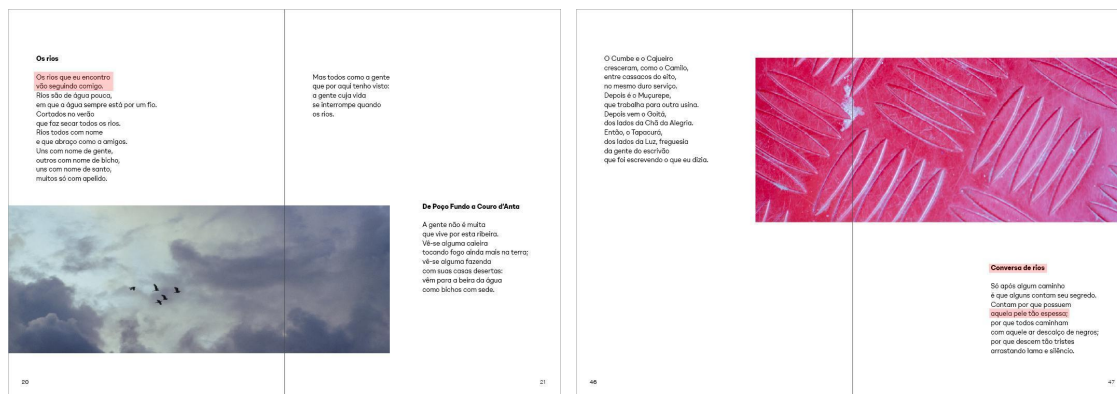 Os rios
Os rios que eu encontro
vão seguindo comigo.
Rios são de água pouca,
em que a água sempre está por um fio.
Cortados no verão
que faz secar todos os rios.
Rios todos com nome
e que abraço como a amigos.
Uns com nome de gente,
outros com nome de bicho,
uns com nome de santo,
muitos só com apelido.
Mas todos como a gente
que por aqui tenho visto:
a gente cuja vida
se interrompe quando
os rios.
De Poço Fundo a Couro d'Anta
A gente não é muita
que vive por esta ribeira.
Vê-se alguma caieira
tocando fogo ainda mais na terra;
vê-se alguma fazenda
com suas casas desertas:
vêm para a beira da água
como bichos com sede.
20
21
O Cumbe e o Cajueiro
cresceram, como o Camilo,
entre cassacos do eito,
no mesmo duro serviço.
Depois é o Muçurepe,
que trabalha para outra usina.
Depois vem o Goitá,
dos lados da Chã da Alegria.
Então, o Tapacurá,
dos lados da Luz, freguesia
da gente do escrivão
que foi escrevendo o que eu dizia.
Conversa de rios
Só após algum caminho
é que alguns contam seu segredo.
Contam por que possuem
aquela pele tão espessa;
por que todos caminham
com aquele ar descalço de negros;
por que descem tão tristes
arrastando lama e silêncio.
46
47